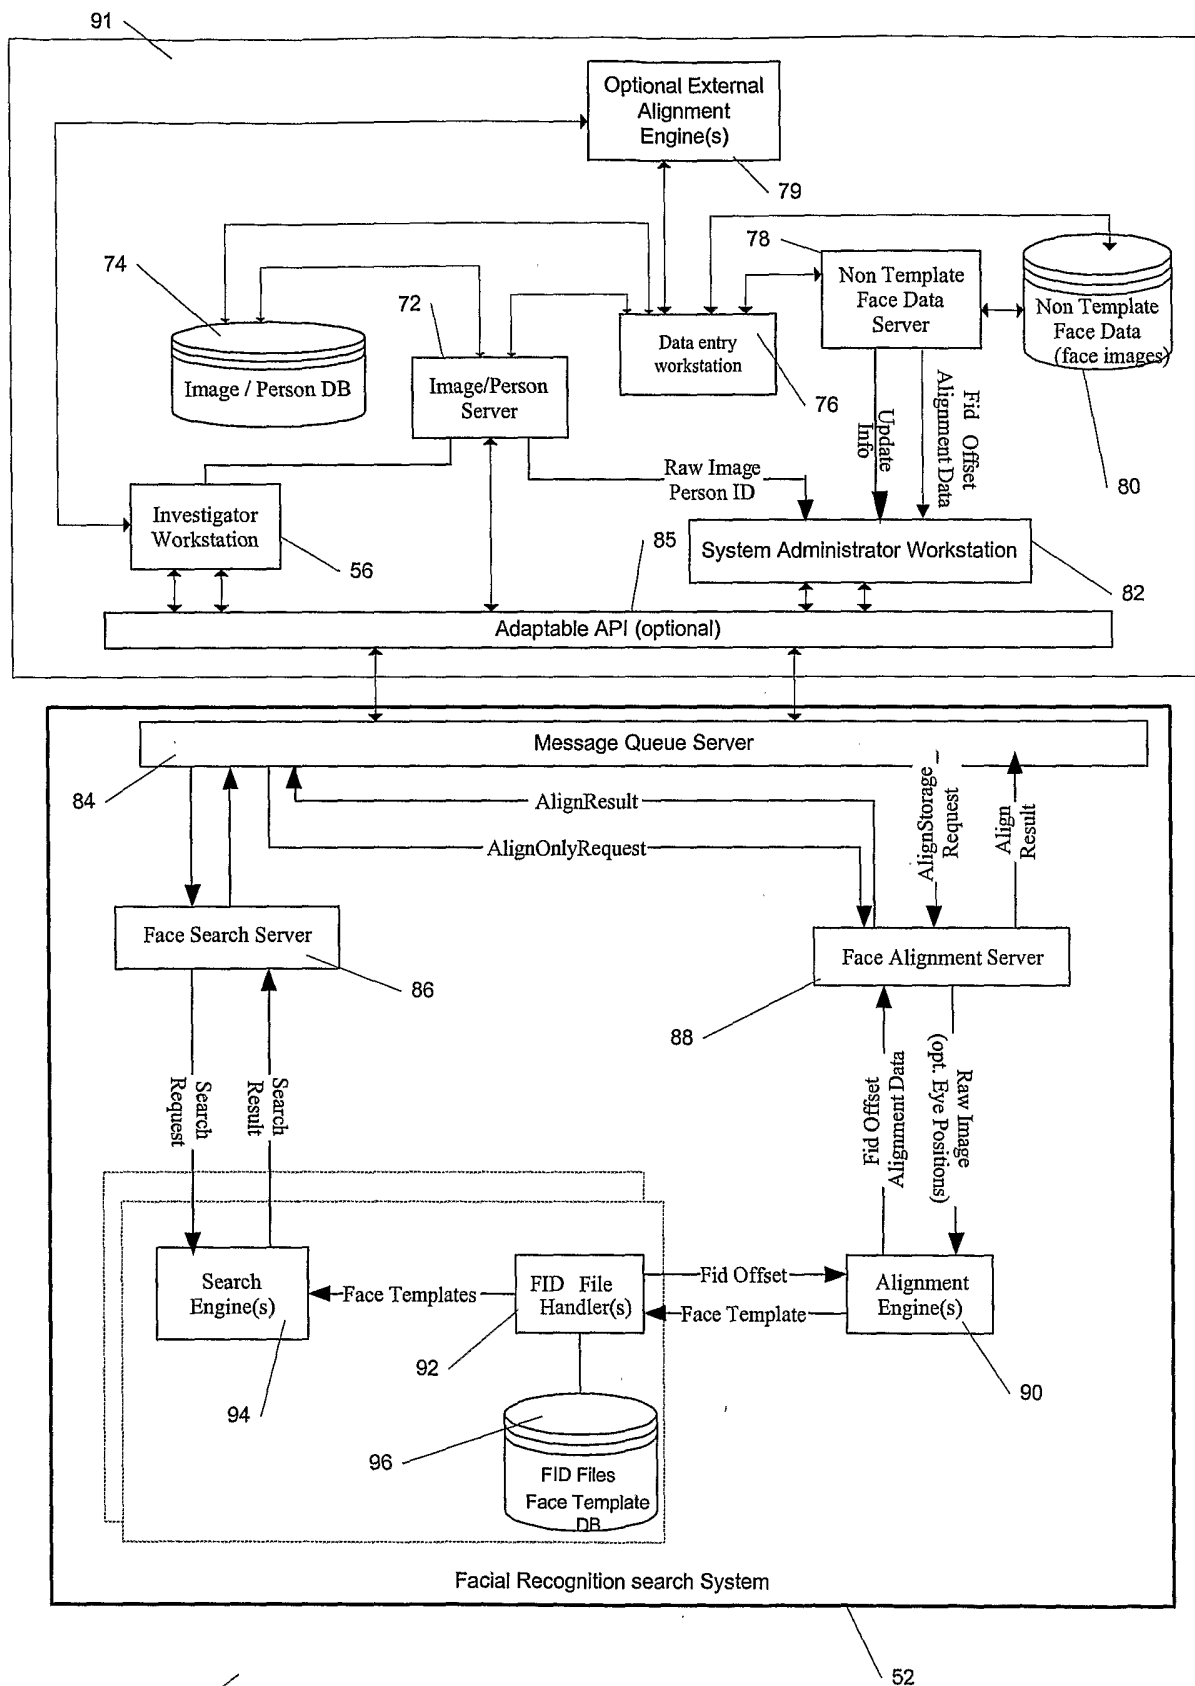 91
Optional External
Alignment
Engine(s)
79
74
72
78
Non Template
Face Data
Server
Non Template
Face Data
(face images)
80
Image / Person DB
Image/Person
Server
Data entry
workstation
76
Update
Info
Fid Offset
Alignment Data
Raw Image
Person ID
Investigator
Workstation
56
85
System Administrator Workstation
82
Adaptable API (optional)
Message Queue Server
84
AlignResult
AlignOnlyRequest
AlignStorage
Request
Align
Result
Face Search Server
86
Face Alignment Server
88
Search
Request
Search
Result
Fid Offset
Alignment Data
Raw Image
(opt. Eye Positions)
Search
Engine(s)
94
Face Templates
FID File
Handler(s)
92
Fid Offset
Face Template
Alignment
Engine(s)
90
96
FID Files
Face Template
DB
Facial Recognition search System
52